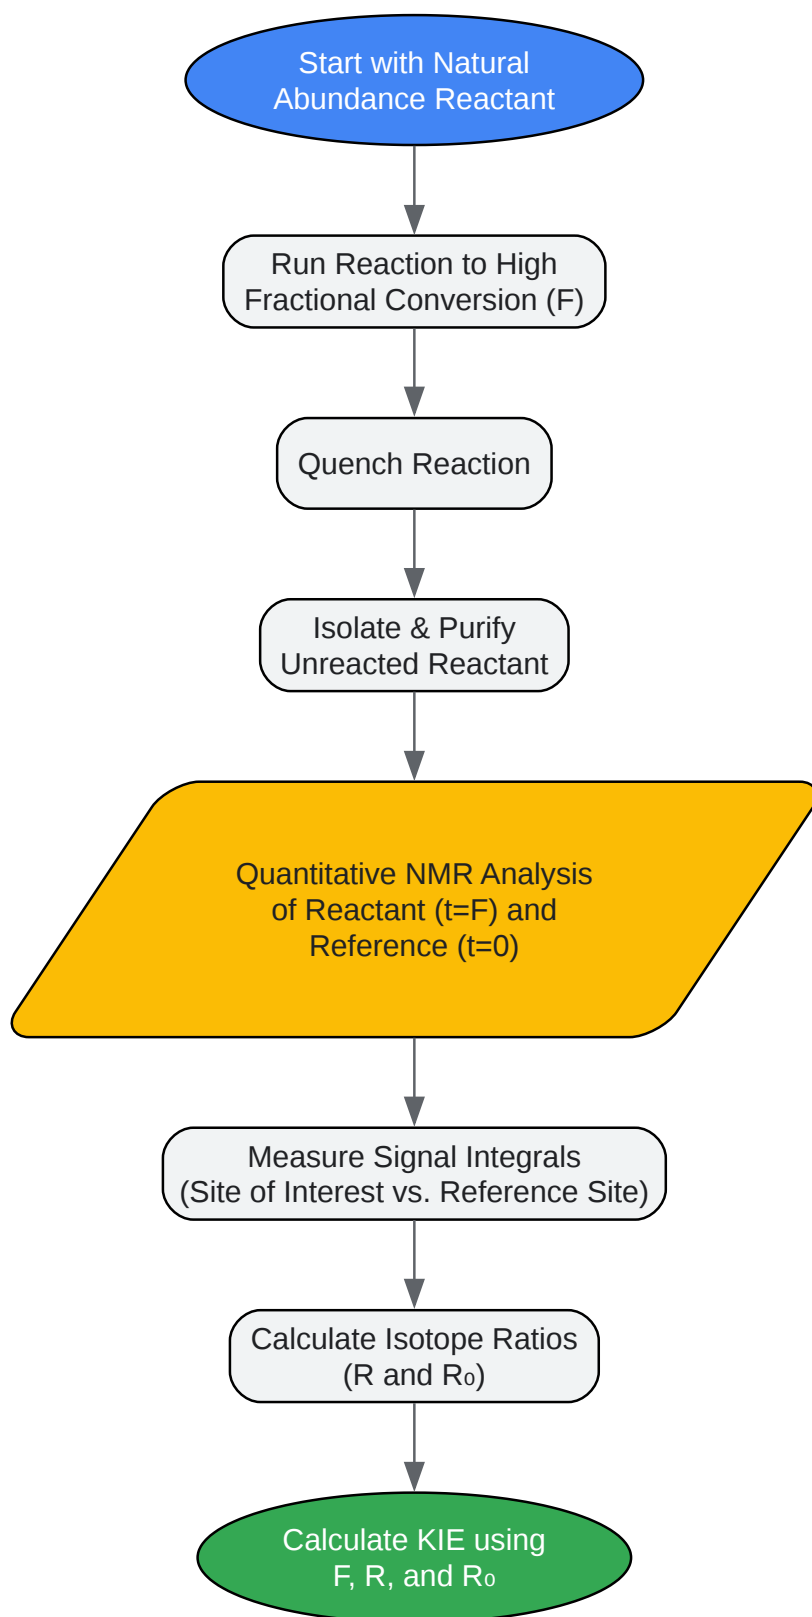 Start with Natural
Abundance Reactant
Run Reaction to High
Fractional Conversion (F)
Quench Reaction
Isolate & Purify
Unreacted Reactant
Quantitative NMR Analysis
of Reactant (t=F) and
Reference (t=0)
Measure Signal Integrals
(Site of Interest vs. Reference Site)
Calculate Isotope Ratios
(R and R₀)
Calculate KIE using
F, R, and R₀